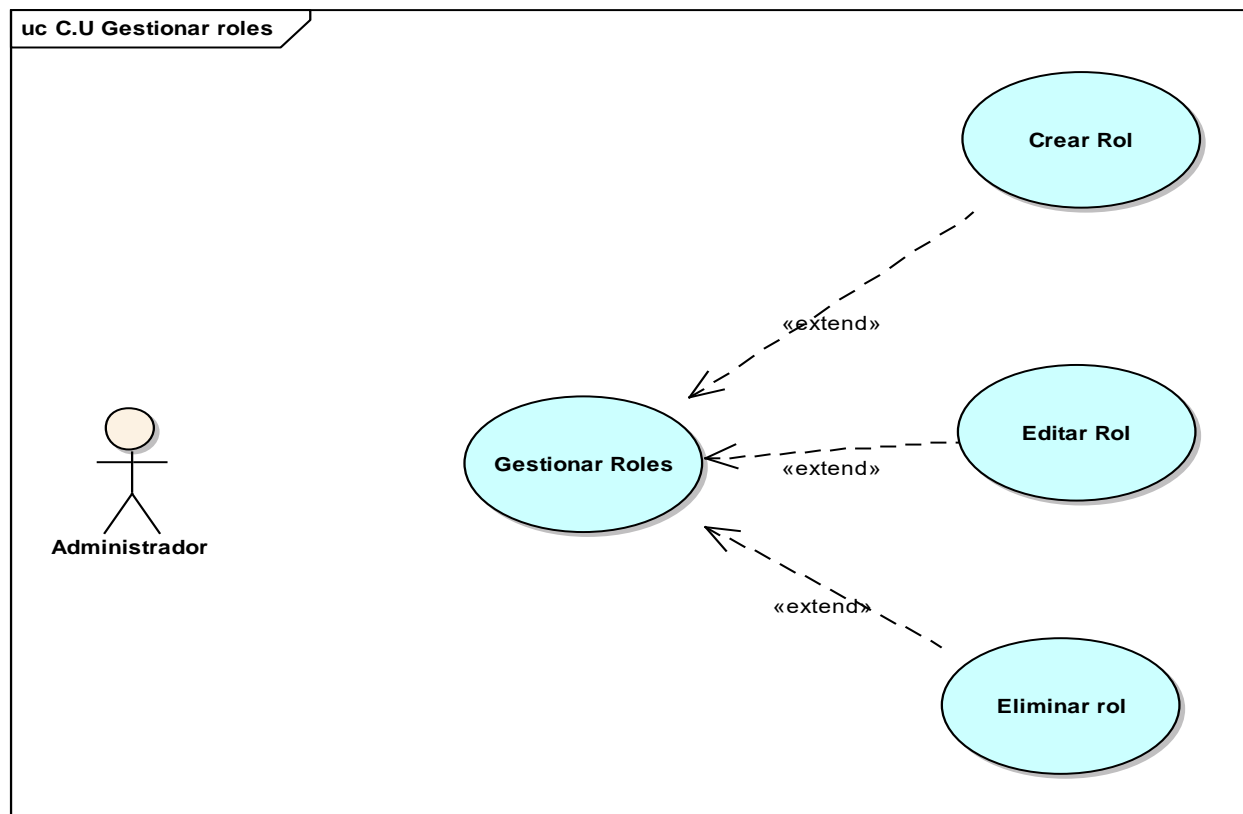 uc C.U Gestionar roles
Crear Rol
«extend»
Editar Rol
Gestionar Roles
«extend»
Administrador
«extend»
Eliminar rol